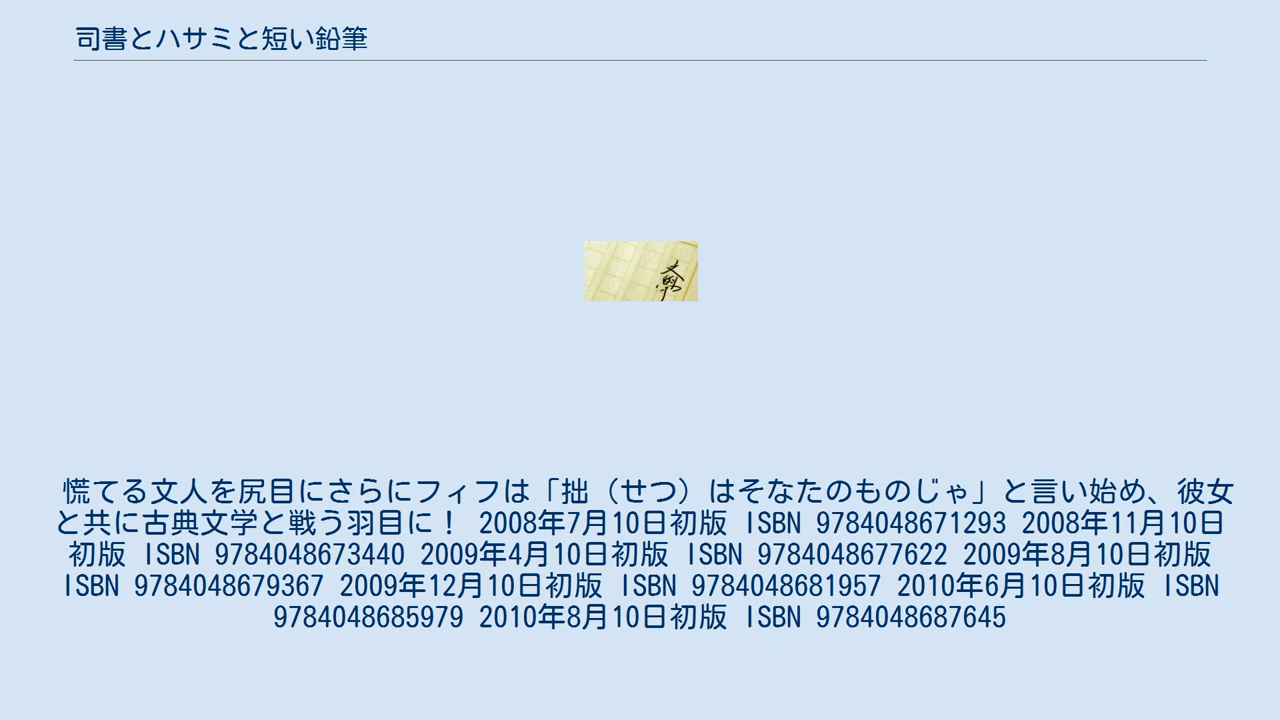 司書とハサミと短い鉛筆
慌てる文人を尻目にさらにフィフは「拙（せつ）はそなたのものじゃ」と言い始め、彼女
と共に古典文学と戦う羽目に！ 2008年7月10日初版 ISBN 9784048671293 2008年11月10日
初版 ISBN 9784048673440 2009年4月10日初版 ISBN 9784048677622 2009年8月10日初版
ISBN 9784048679367 2009年12月10日初版 ISBN 9784048681957 2010年6月10日初版 ISBN
9784048685979 2010年8月10日初版 ISBN 9784048687645